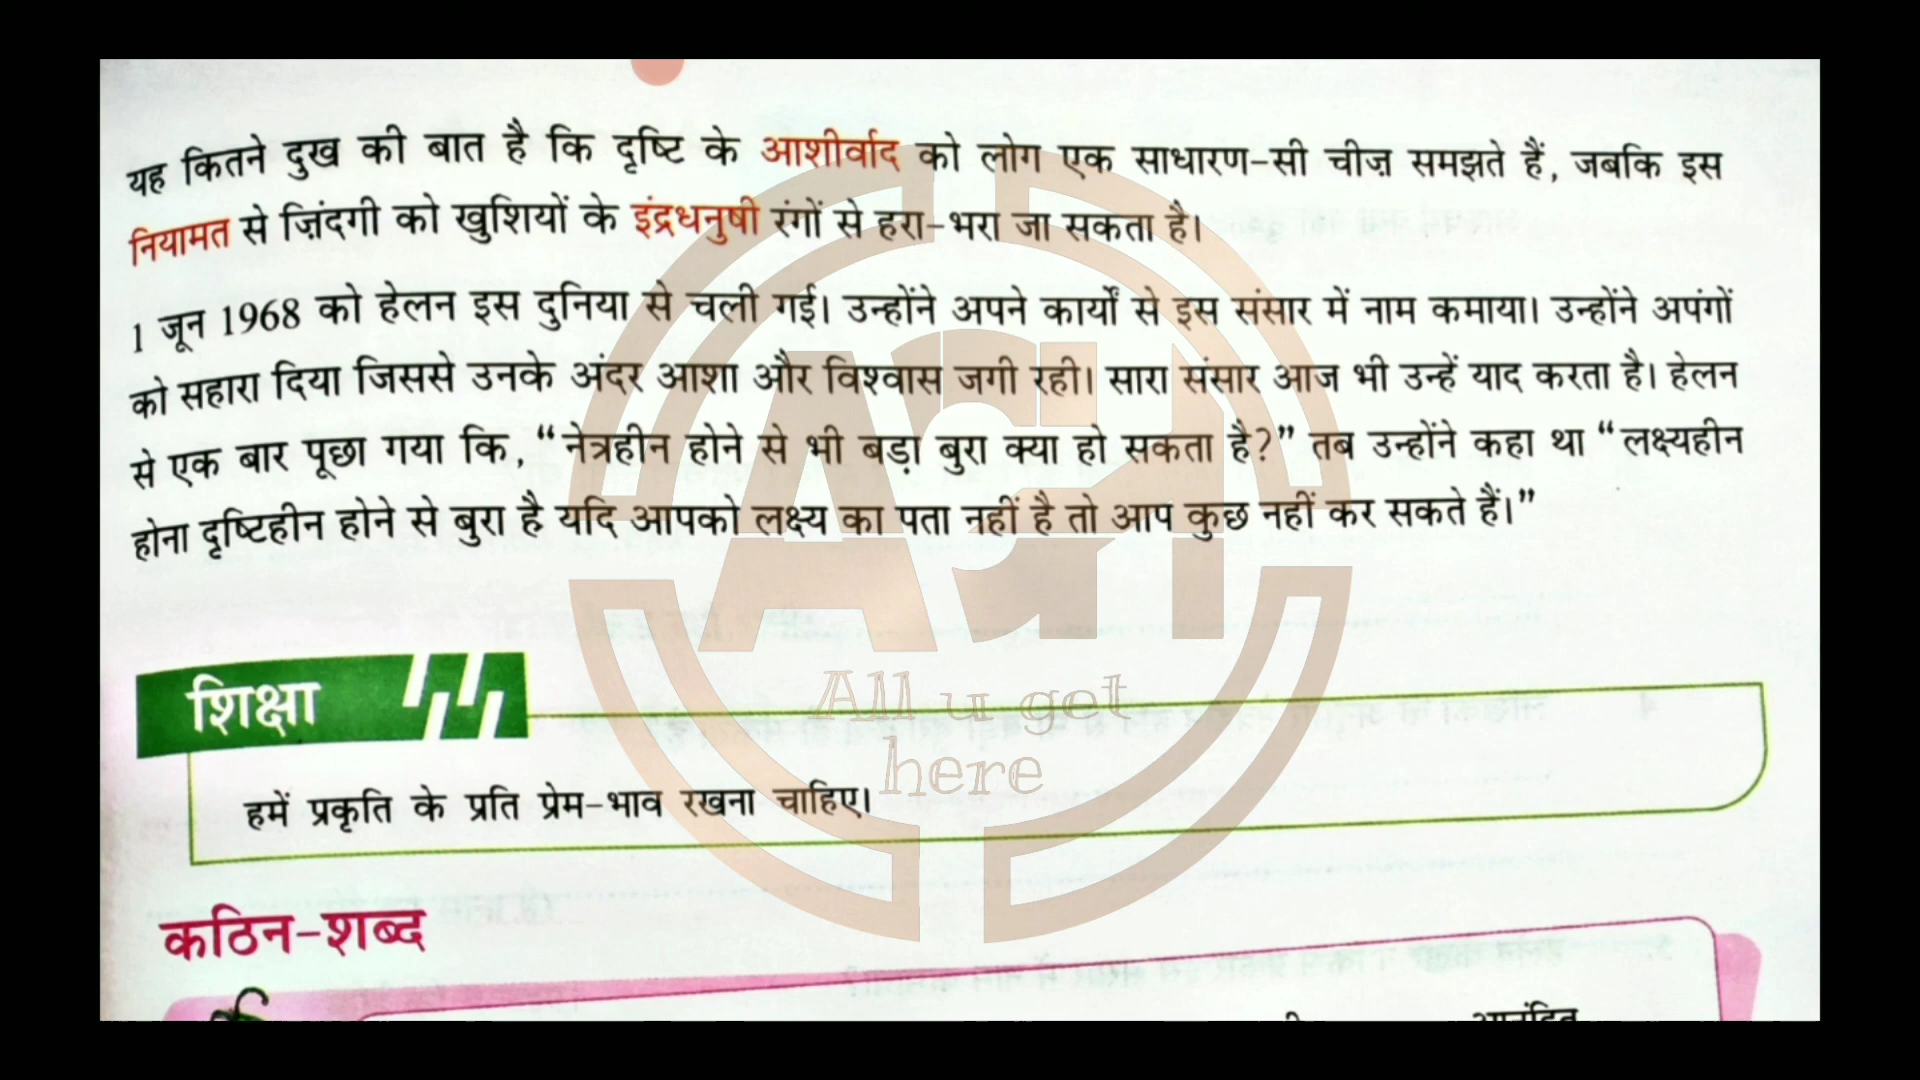 यह कितने दुख की बात है कि दृष्टि के आशीर्वाद को लोग एक साधारण-सी चीज़ समझते हैं, जबकि इस
नियामत से ज़िंदगी को खुशियों के इंद्रधनुषी रंगों से हरा-भरा जा सकता है।
1 जून 1968 को हेलन इस दुनिया से चली गई। उन्होंने अपने कार्यों से इस संसार में नाम कमाया। उन्होंने अपंगों
को सहारा दिया जिससे उनके अंदर आशा और विश्वास जगी रही। सारा संसार आज भी उन्हें याद करता है। हेलन
से एक बार पूछा गया कि, “नेत्रहीन होने से भी बड़ा बुरा क्या हो सकता है?” तब उन्होंने कहा था “लक्ष्यहीन
होना दृष्टिहीन होने से बुरा है यदि आपको लक्ष्य का पता नहीं है तो आप कुछ नहीं कर सकते हैं।”
AGH
All u get
here
शिक्षा
हमें प्रकृति के प्रति प्रेम-भाव रखना चाहिए।
कठिन-शब्द